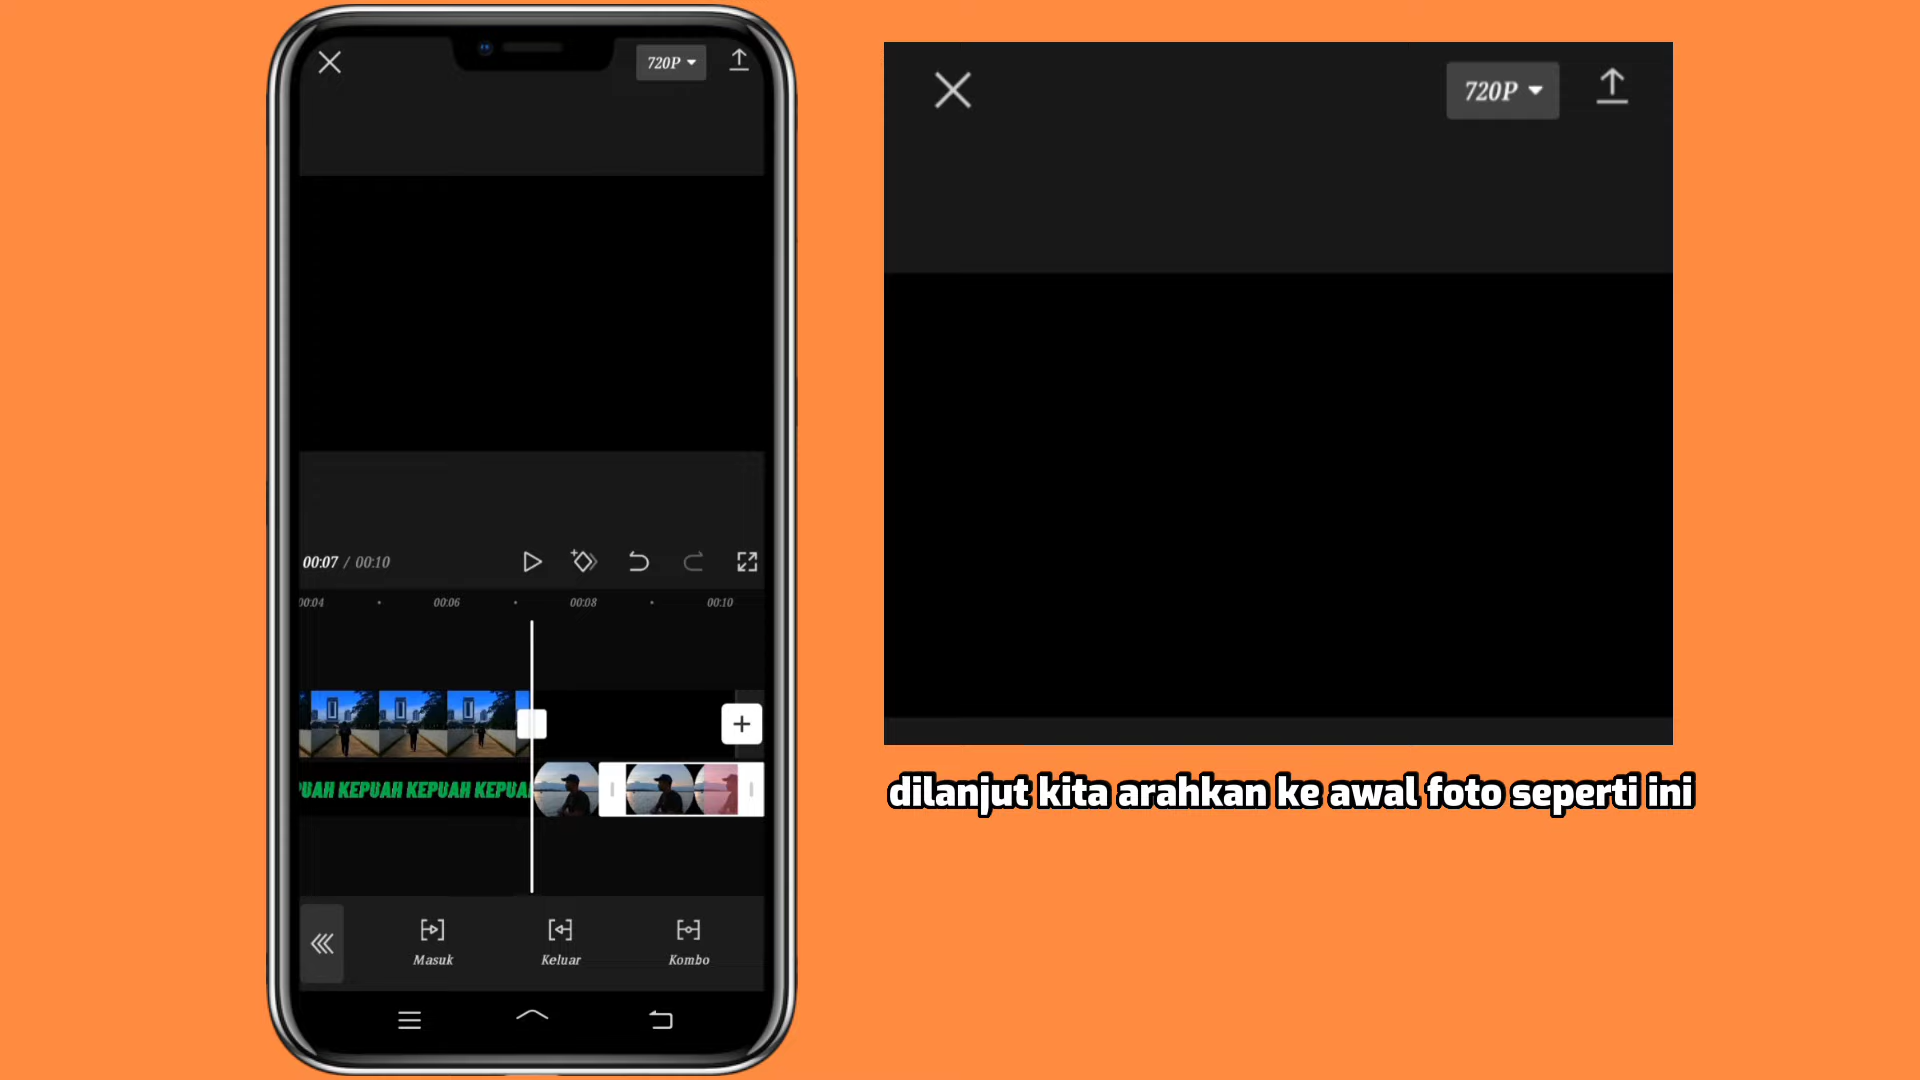 720P
720P
00:07 / 00:10
00:04
00:06
00:08
00:10
UAH KEPUAH KEPUAH KEPUA
Masuk
Keluar
Kombo
dilanjut kita arahkan ke awal foto seperti ini